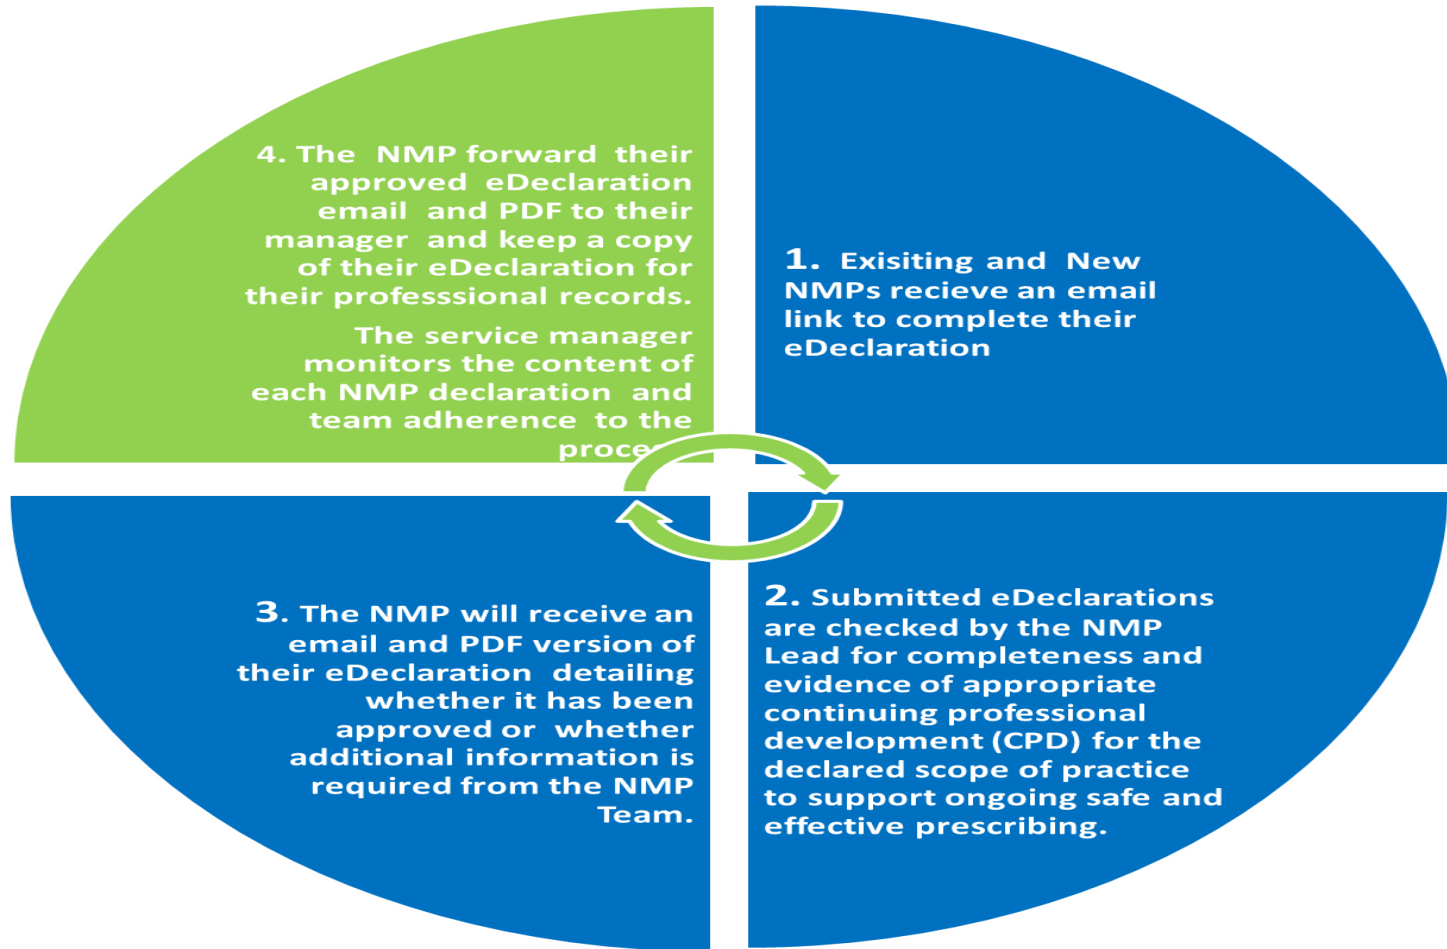 1. Exisiting and New
NMPs recieve an email
link to complete their
eDeclaration
2. Submitted eDeclarations
are checked by the NMP
Lead for completeness and
evidence of appropriate
continuing professional
development (CPD) for the
declared scope of practice
to support ongoing safe and
effective prescribing.
3. The NMP will receive an
email and PDF version of
their eDeclaration detailing
whether it has been
approved or whether
additional information is
required from the NMP
Team.
4. The NMP forward their
approved eDeclaration
email and PDF to their
manager and keep a copy
of their eDeclaration for
their professsional records.
The service manager
monitors the content of
each NMP declaration and
team adherence to the